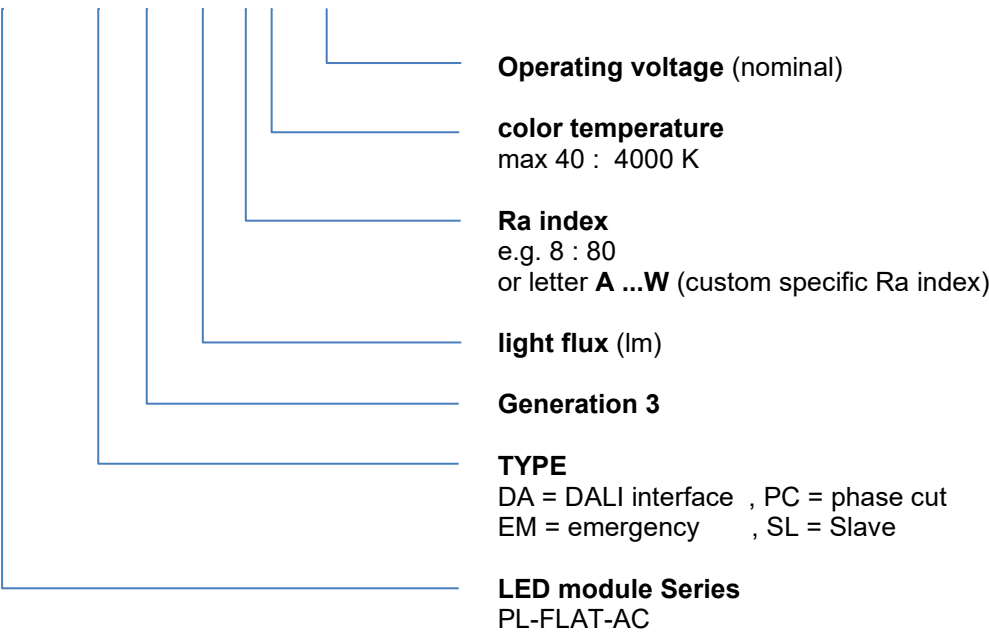 Operating voltage (nominal)
color temperature
max 40 : 4000 K
Ra index
e.g. 8 : 80
or letter A ...W (custom specific Ra index)
light flux (lm)
Generation 3
TYPE
DA = DALI interface , PC = phase cut
EM = emergency , SL = Slave
LED module Series
PL-FLAT-AC